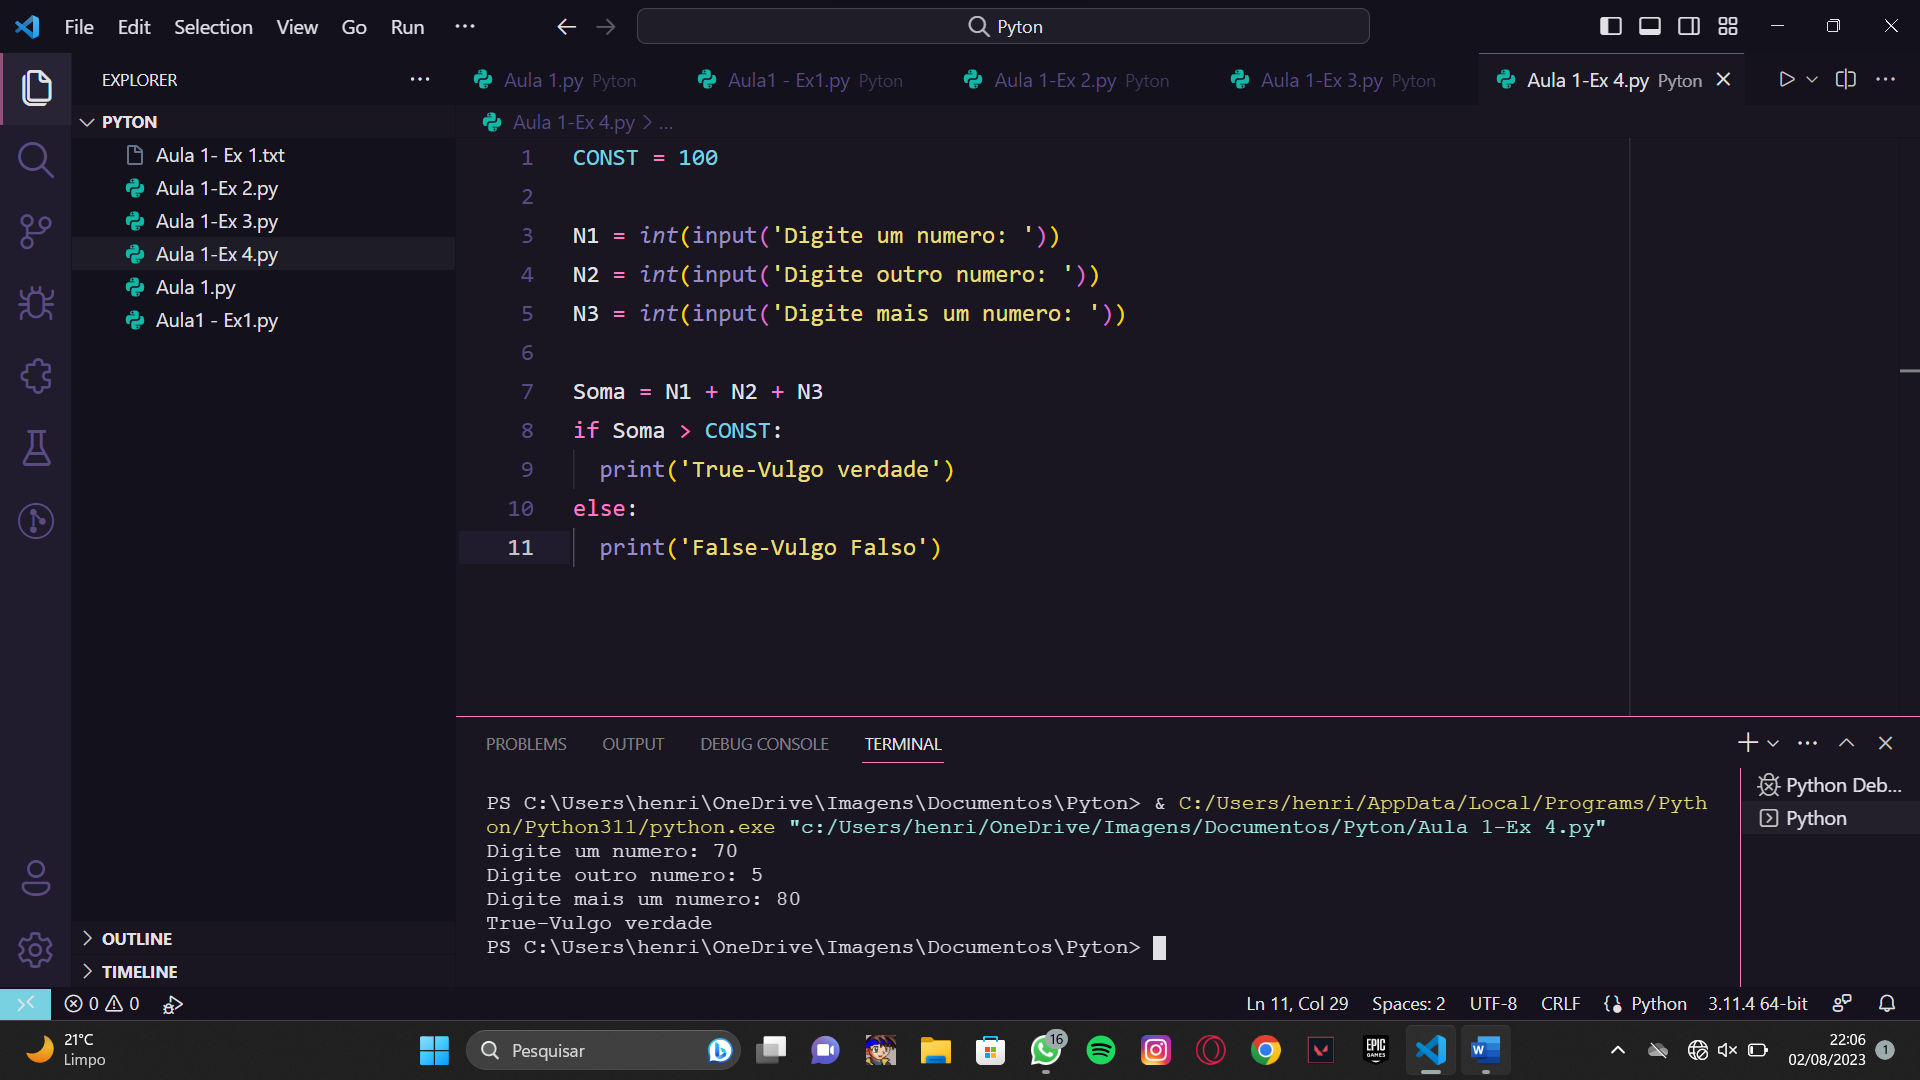 File Edit Selection View Go Run ···
Pyton
EXPLORER
PYTON
Aula 1- Ex 1.txt
Aula 1-Ex 2.py
Aula 1-Ex 3.py
Aula 1-Ex 4.py
Aula 1.py
Aula1 - Ex1.py
OUTLINE
TIMELINE
Aula 1.py Pyton
Aula1 - Ex1.py Pyton
Aula 1-Ex 2.py Pyton
Aula 1-Ex 3.py Pyton
Aula 1-Ex 4.py Pyton
Aula 1-Ex 4.py > ...
1 CONST = 100
2
3 N1 = int(input('Digite um numero: '))
4 N2 = int(input('Digite outro numero: '))
5 N3 = int(input('Digite mais um numero: '))
6
7 Soma = N1 + N2 + N3
8 if Soma > CONST:
9 print('True-Vulgo verdade')
10 else:
11 print('False-Vulgo Falso')
PROBLEMS OUTPUT DEBUG CONSOLE TERMINAL
PS C:\Users\henri\OneDrive\Imagens\Documentos\Pyton> & C:/Users/henri/AppData/Local/Programs/Pyth
on/Python311/python.exe "c:/Users/henri/OneDrive/Imagens/Documentos/Pyton/Aula 1-Ex 4.py"
Digite um numero: 70
Digite outro numero: 5
Digite mais um numero: 80
True-Vulgo verdade
PS C:\Users\henri\OneDrive\Imagens\Documentos\Pyton>
Python Deb...
Python
0 0
Ln 11, Col 29 Spaces: 2 UTF-8 CRLF Python 3.11.4 64-bit
21°C
Limpo
Pesquisar
16
EPIC
GAMES
22:06
02/08/2023
1